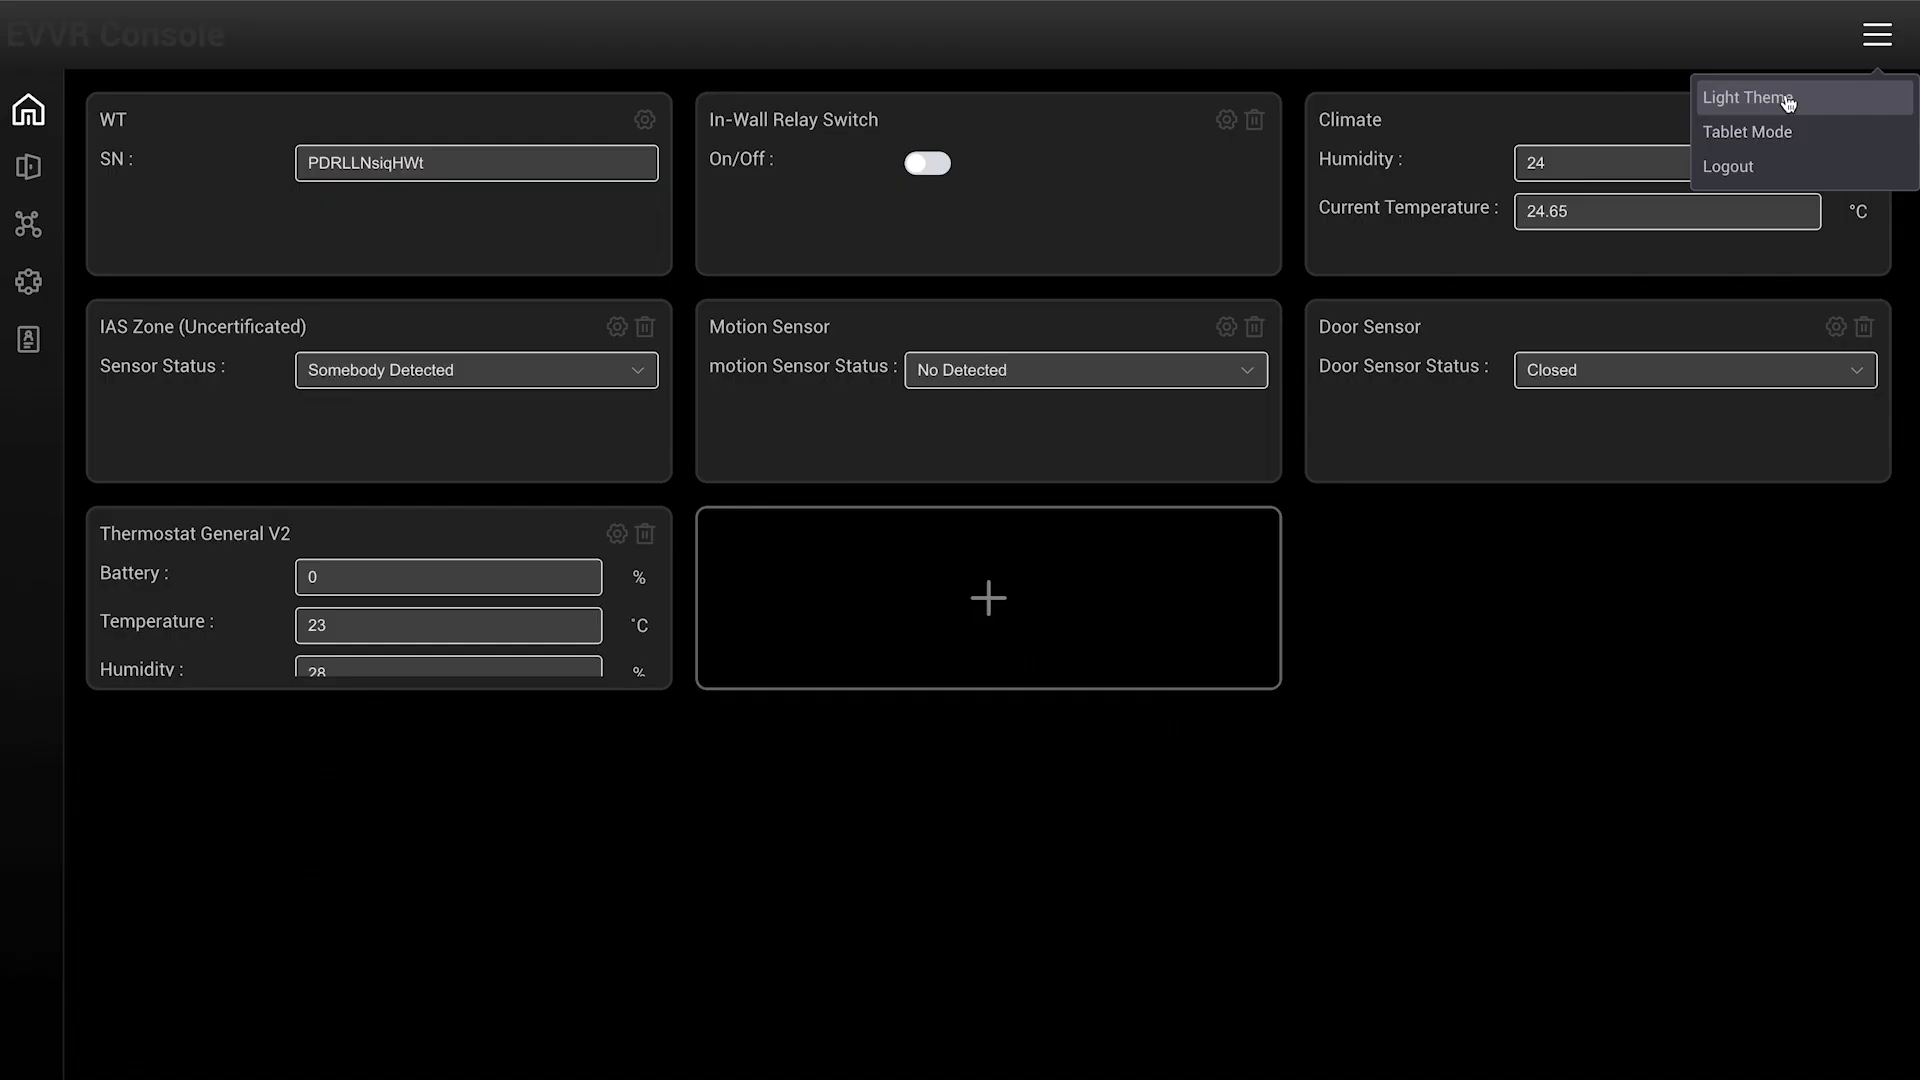 EVVR Console
Light Theme
Tablet Mode
Logout
WT
SN :
PDRLLNsiqHWt
In-Wall Relay Switch
On/Off :
Climate
Humidity :
24
Current Temperature :
24.65
°C
IAS Zone (Uncertificated)
Sensor Status :
Somebody Detected
Motion Sensor
motion Sensor Status :
No Detected
Door Sensor
Door Sensor Status :
Closed
Thermostat General V2
Battery :
0
%
Temperature :
23
°C
Humidity :
28
%